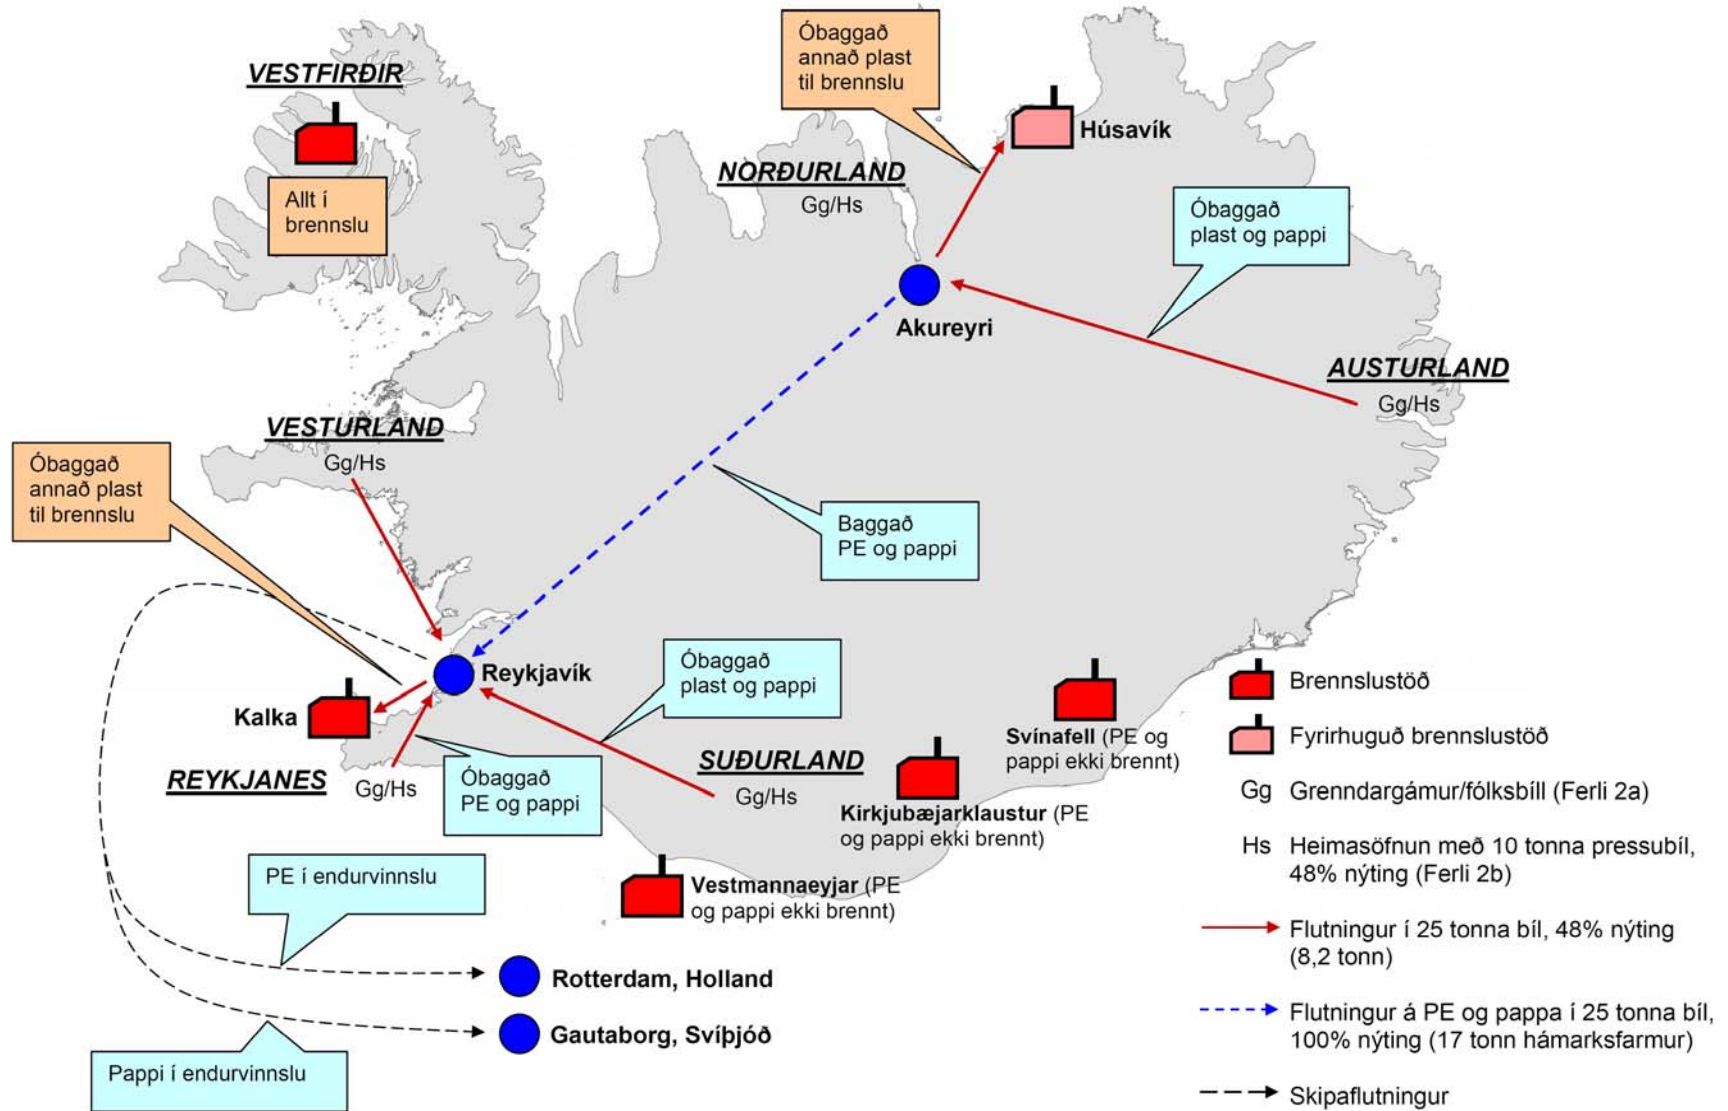 VESTFIRÐIR
Allt í
brennslu
Óbaggað
annað plast
til brennslu
Húsavík
NORÐURLAND
Gg/Hs
Óbaggað
plast og pappi
Akureyri
AUSTURLAND
Gg/Hs
VESTURLAND
Gg/Hs
Óbaggað
annað plast
til brennslu
Baggað
PE og pappi
Reykjavík
Óbaggað
plast og pappi
Kalka
REYKJANES
Gg/Hs
Óbaggað
PE og pappi
SUÐURLAND
Gg/Hs
Svínafell (PE og
pappi ekki brennt)
Kirkjubæjarklaustur (PE
og pappi ekki brennt)
Vestmannaeyjar (PE
og pappi ekki brennt)
PE í endurvinnslu
Rotterdam, Holland
Gautaborg, Svíþjóð
Pappi í endurvinnslu
Brennslustöð
Fyrirhuguð brennslustöð
Gg Grenndargámur/fólksbíll (Ferli 2a)
Hs Heimasöfnun með 10 tonna pressubíl,
48% nýting (Ferli 2b)
Flutningur í 25 tonna bíl, 48% nýting
(8,2 tonn)
Flutningur á PE og pappa í 25 tonna bíl,
100% nýting (17 tonn hámarksfarmur)
Skipaflutningur